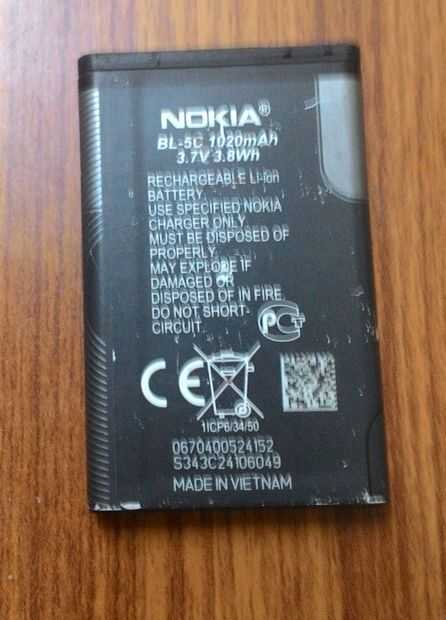 NOKIA®
BL-5C 1020mAh
3.7V 3.8Wh
RECHARGEABLE Li-Ion
BATTERY.
USE SPECIFIED NOKIA
CHARGER ONLY.
MUST BE DISPOSED OF
PROPERLY.
MAY EXPLODE IF
DAMAGED OR
DISPOSED OF IN FIRE.
DO NOT SHORT-
CIRCUIT.
PC+
CE
1ICP6/34/50
0670400524152
S343C24106049
MADE IN VIETNAM